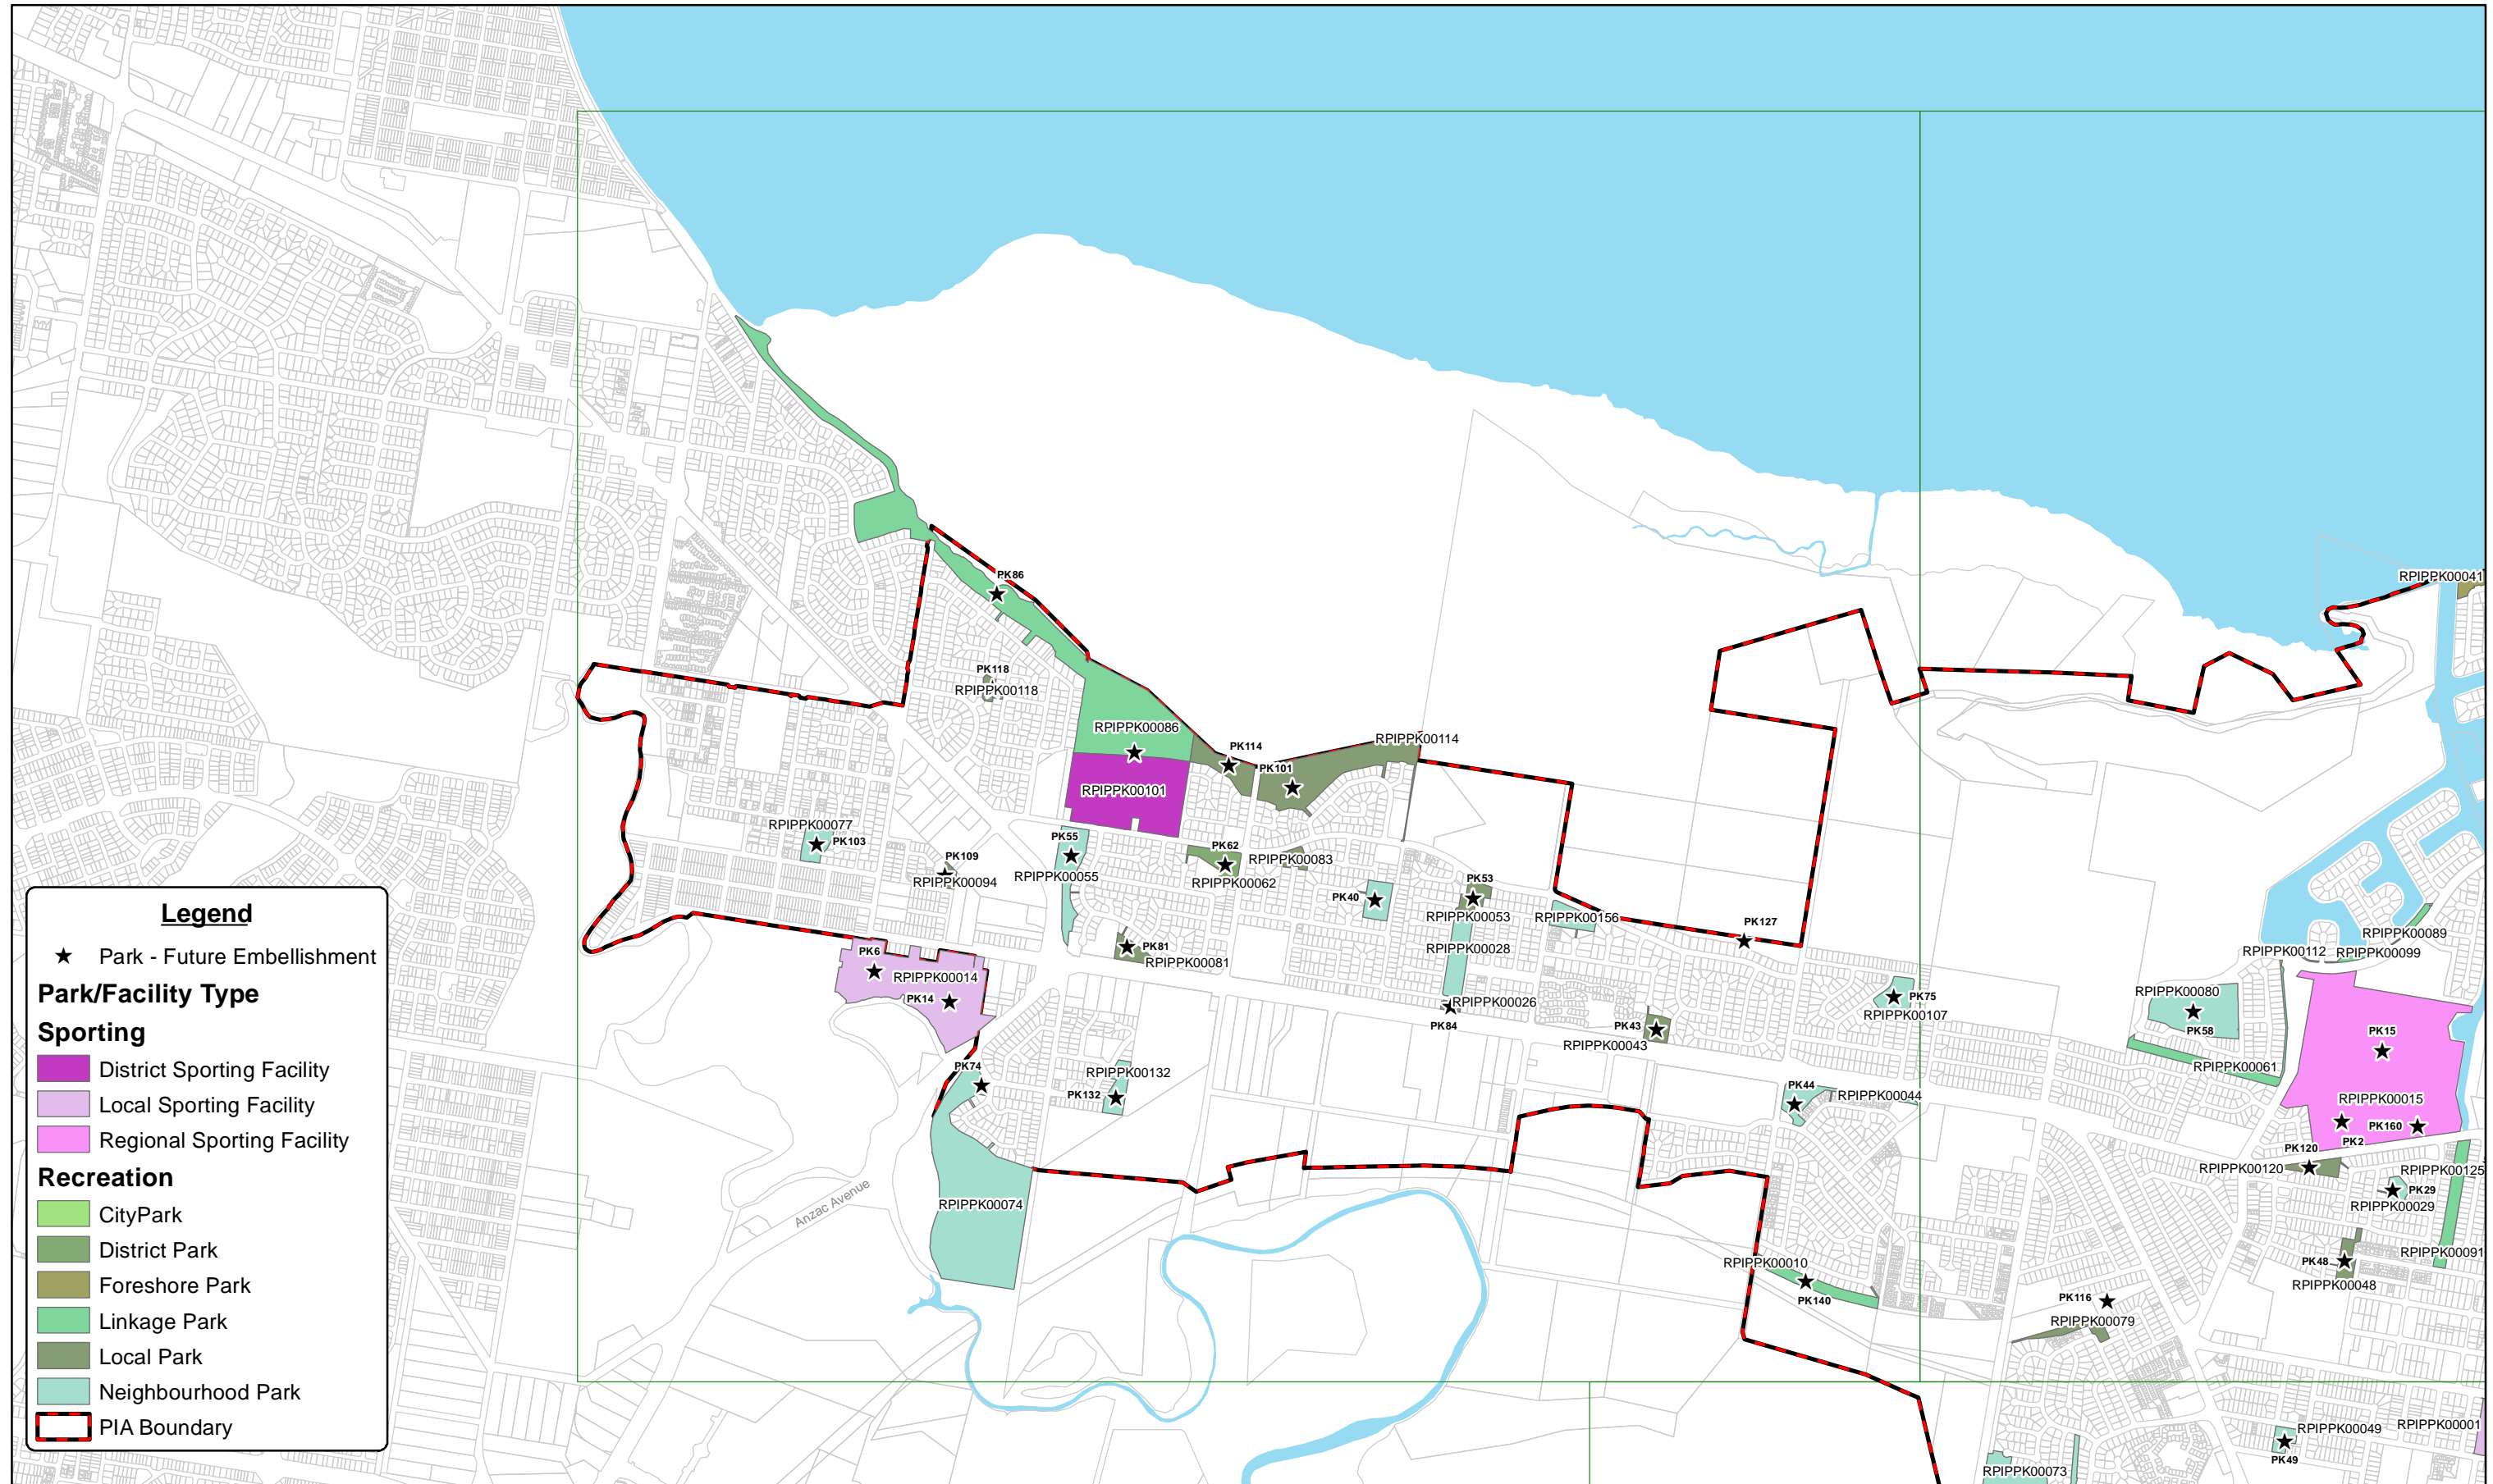 RPIPPK00041
PK86
PK118
RPIPPK00118
RPIPPK00086
PK114
RPIPPK00114
PK101
RPIPPK00101
RPIPPK00077
PK103
PK109
RPIPPK00094
PK55
RPIPPK00055
PK62
RPIPPK00062
RPIPPK00083
PK40
PK53
RPIPPK00053
RPIPPK00156
PK127
RPIPPK00028
PK81
RPIPPK00081
PK6
RPIPPK00014
PK14
RPIPPK00026
PK84
PK43
RPIPPK00043
PK75
RPIPPK00107
RPIPPK00089
RPIPPK00112
RPIPPK00099
RPIPPK00080
PK58
PK15
RPIPPK00061
RPIPPK00015
PK2
PK160
PK74
RPIPPK00132
PK132
PK44
RPIPPK00044
PK120
RPIPPK00120
RPIPPK00125
PK29
RPIPPK00029
RPIPPK00074
Anzac Avenue
RPIPPK00091
PK48
RPIPPK00048
RPIPPK00010
PK140
PK116
RPIPPK00079
RPIPPK00001
RPIPPK00049
PK49
RPIPPK00073
Legend
Park - Future Embellishment
Park/Facility Type
Sporting
District Sporting Facility
Local Sporting Facility
Regional Sporting Facility
Recreation
CityPark
District Park
Foreshore Park
Linkage Park
Local Park
Neighbourhood Park
PIA Boundary